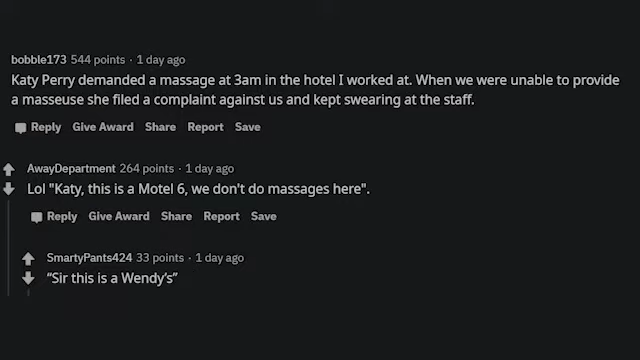 bobble173 544 points · 1 day ago
Katy Perry demanded a massage at 3am in the hotel I worked at. When we were unable to provide
a masseuse she filed a complaint against us and kept swearing at the staff.
Reply Give Award Share Report Save
AwayDepartment 264 points · 1 day ago
Lol "Katy, this is a Motel 6, we don't do massages here".
Reply Give Award Share Report Save
SmartyPants424 33 points · 1 day ago
“Sir this is a Wendy’s”